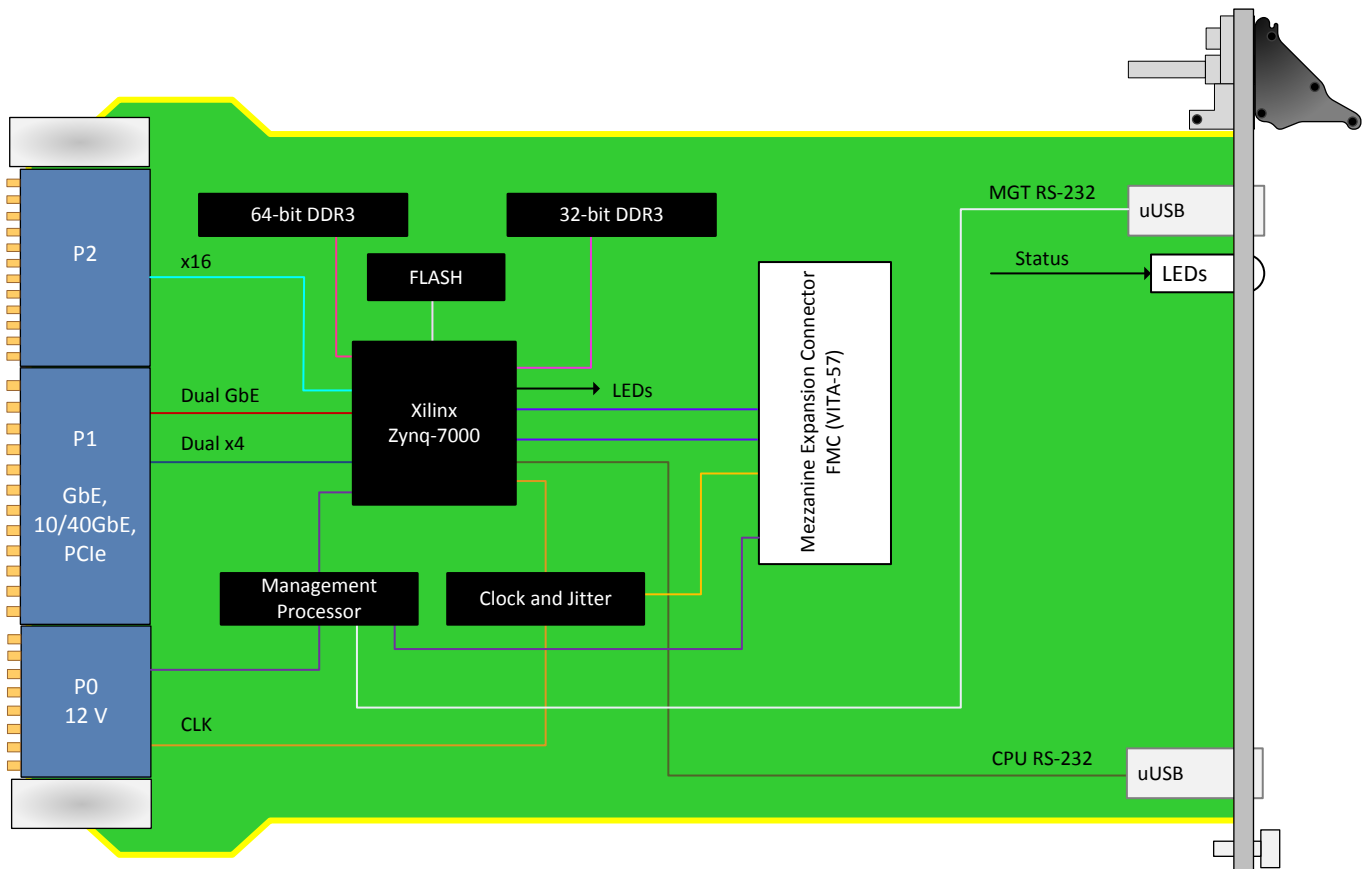 MGT RS-232
uUSB
64-bit DDR3
32-bit DDR3
P2
x16
FLASH
Status
LEDs
Dual GbE
LEDs
Xilinx
Zynq-7000
P1
Dual x4
GbE,
10/40GbE,
PCIe
Mezzanine Expansion Connector
FMC (VITA-57)
Management
Processor
Clock and Jitter
P0
12 V
CLK
CPU RS-232
uUSB